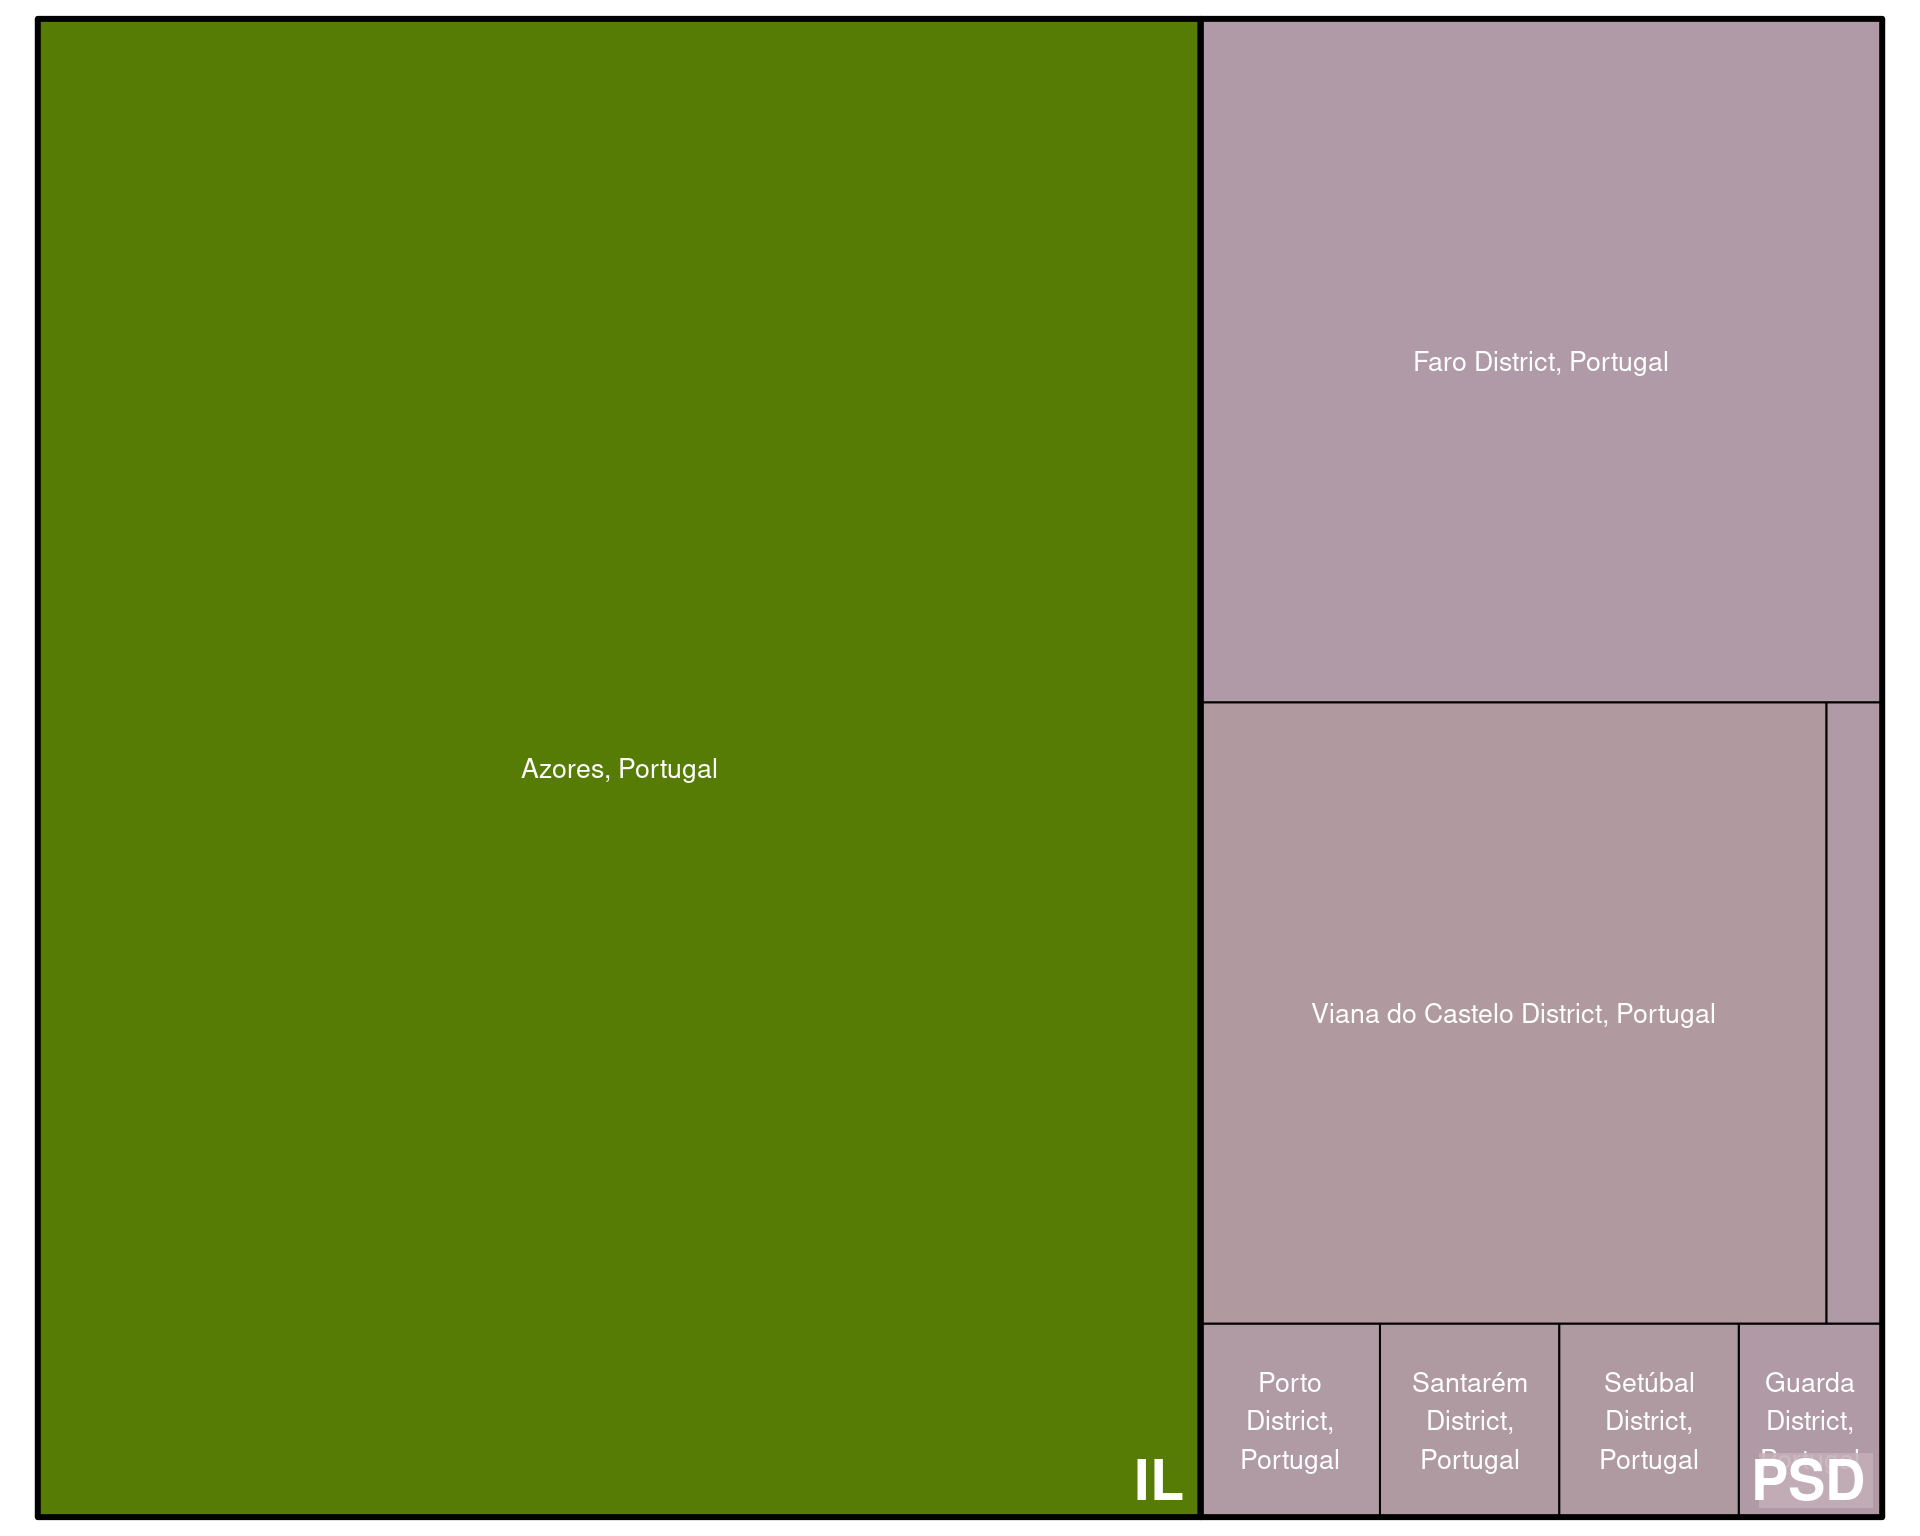 Azores, Portugal
IL
Faro District, Portugal
Viana do Castelo District, Portugal
Porto
District,
Portugal
Santarém
District,
Portugal
Setúbal
District,
Portugal
Guarda
District,
Portugal
PSD